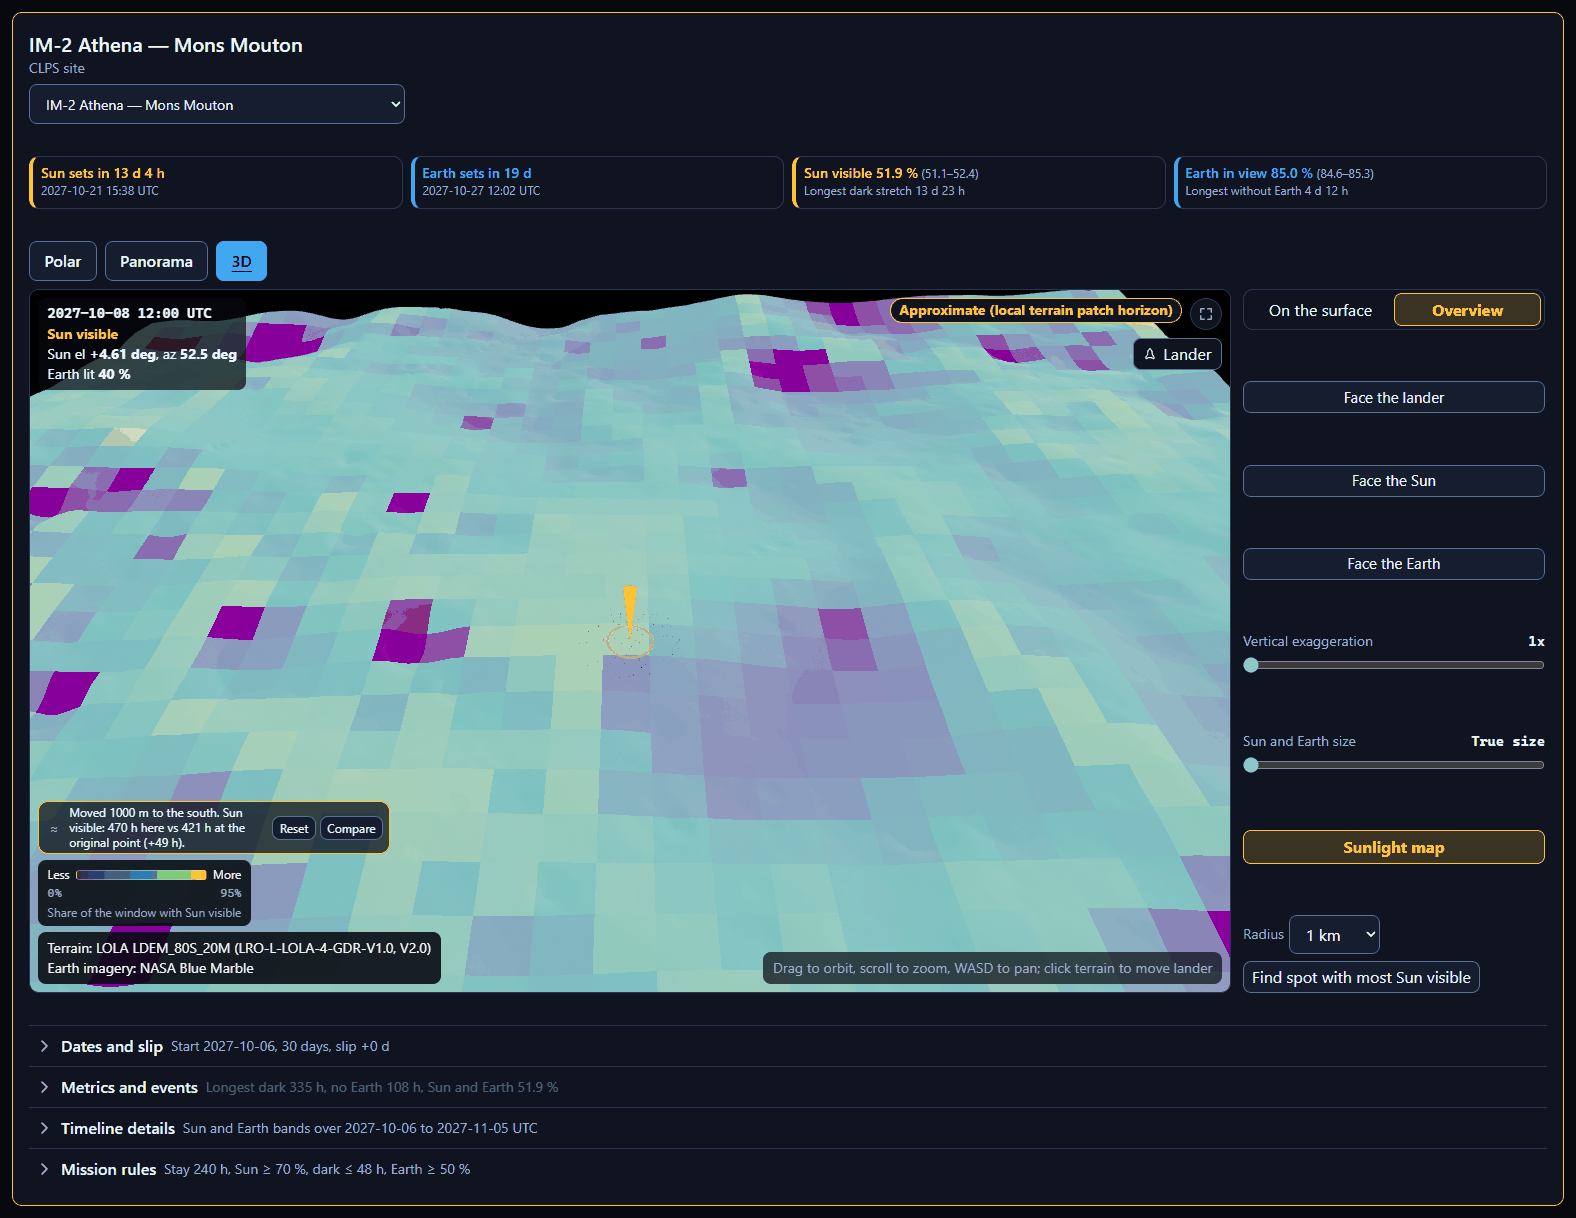 IM-2 Athena — Mons Mouton
CLPS site
IM-2 Athena — Mons Mouton
Sun sets in 13 d 4 h
2027-10-21 15:38 UTC
Earth sets in 19 d
2027-10-27 12:02 UTC
Sun visible 51.9 % (51.1–52.4)
Longest dark stretch 13 d 23 h
Earth in view 85.0 % (84.6–85.3)
Longest without Earth 4 d 12 h
Polar
Panorama
3D
2027-10-08 12:00 UTC
Sun visible
Sun el +4.61 deg, az 52.5 deg
Earth lit 40 %
Approximate (local terrain patch horizon)
Lander
On the surface
Overview
Face the lander
Face the Sun
Face the Earth
Vertical exaggeration 1x
Sun and Earth size True size
Sunlight map
Radius 1 km
Find spot with most Sun visible
≈ Moved 1000 m to the south. Sun
visible: 470 h here vs 421 h at the
original point (+49 h).
Reset
Compare
Less More
0% 95%
Share of the window with Sun visible
Terrain: LOLA LDEM_80S_20M (LRO-L-LOLA-4-GDR-V1.0, V2.0)
Earth imagery: NASA Blue Marble
Drag to orbit, scroll to zoom, WASD to pan; click terrain to move lander
Dates and slip Start 2027-10-06, 30 days, slip +0 d
Metrics and events Longest dark 335 h, no Earth 108 h, Sun and Earth 51.9 %
Timeline details Sun and Earth bands over 2027-10-06 to 2027-11-05 UTC
Mission rules Stay 240 h, Sun ≥ 70 %, dark ≤ 48 h, Earth ≥ 50 %